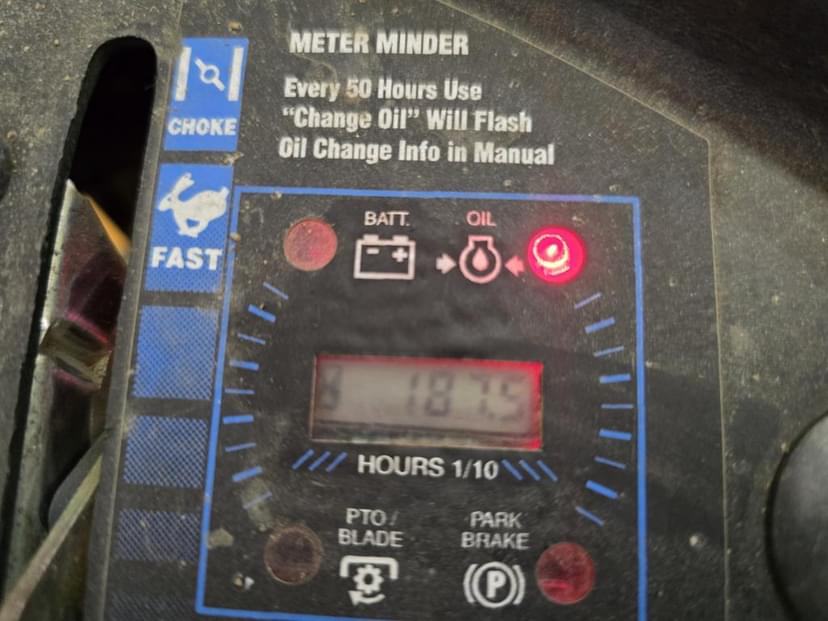 METER MINDER
Every 50 Hours Use
“Change Oil” Will Flash
Oil Change Info in Manual
CHOKE
FAST
BATT.
OIL
187.5
HOURS 1/10
PTO /
BLADE
PARK
BRAKE
P